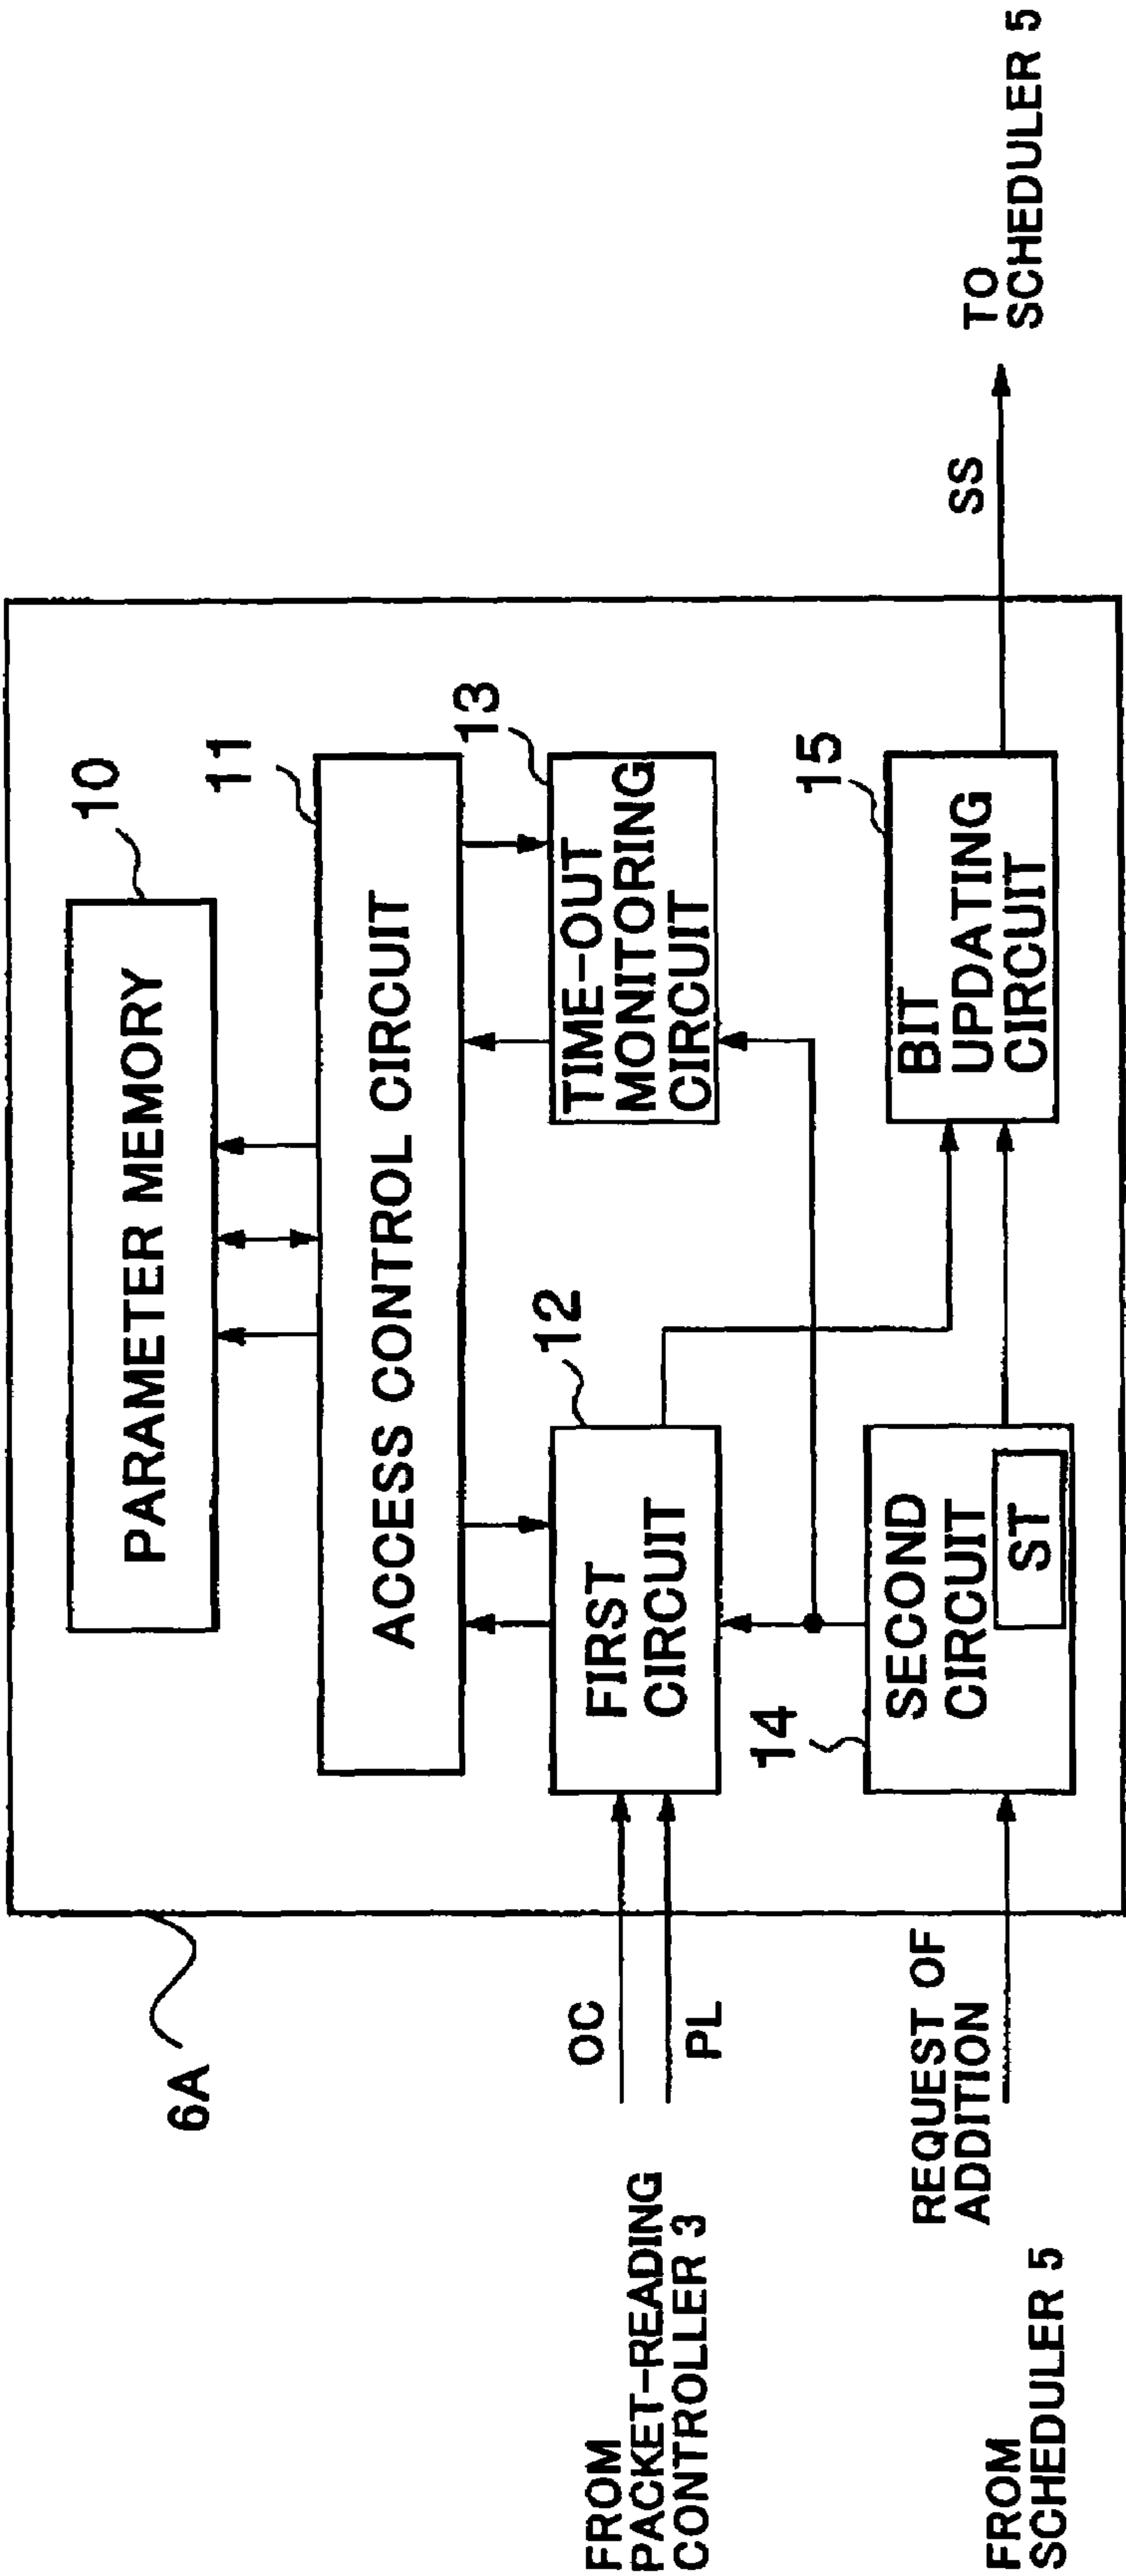 6A
PARAMETER MEMORY
10
ACCESS CONTROL CIRCUIT
11
FROM
PACKET-READING
CONTROLLER 3
OC
PL
FIRST
CIRCUIT
12
TIME-OUT
MONITORING
CIRCUIT
13
FROM
SCHEDULER 5
REQUEST OF
ADDITION
14
SECOND
CIRCUIT
ST
BIT
UPDATING
CIRCUIT
15
SS
TO
SCHEDULER 5